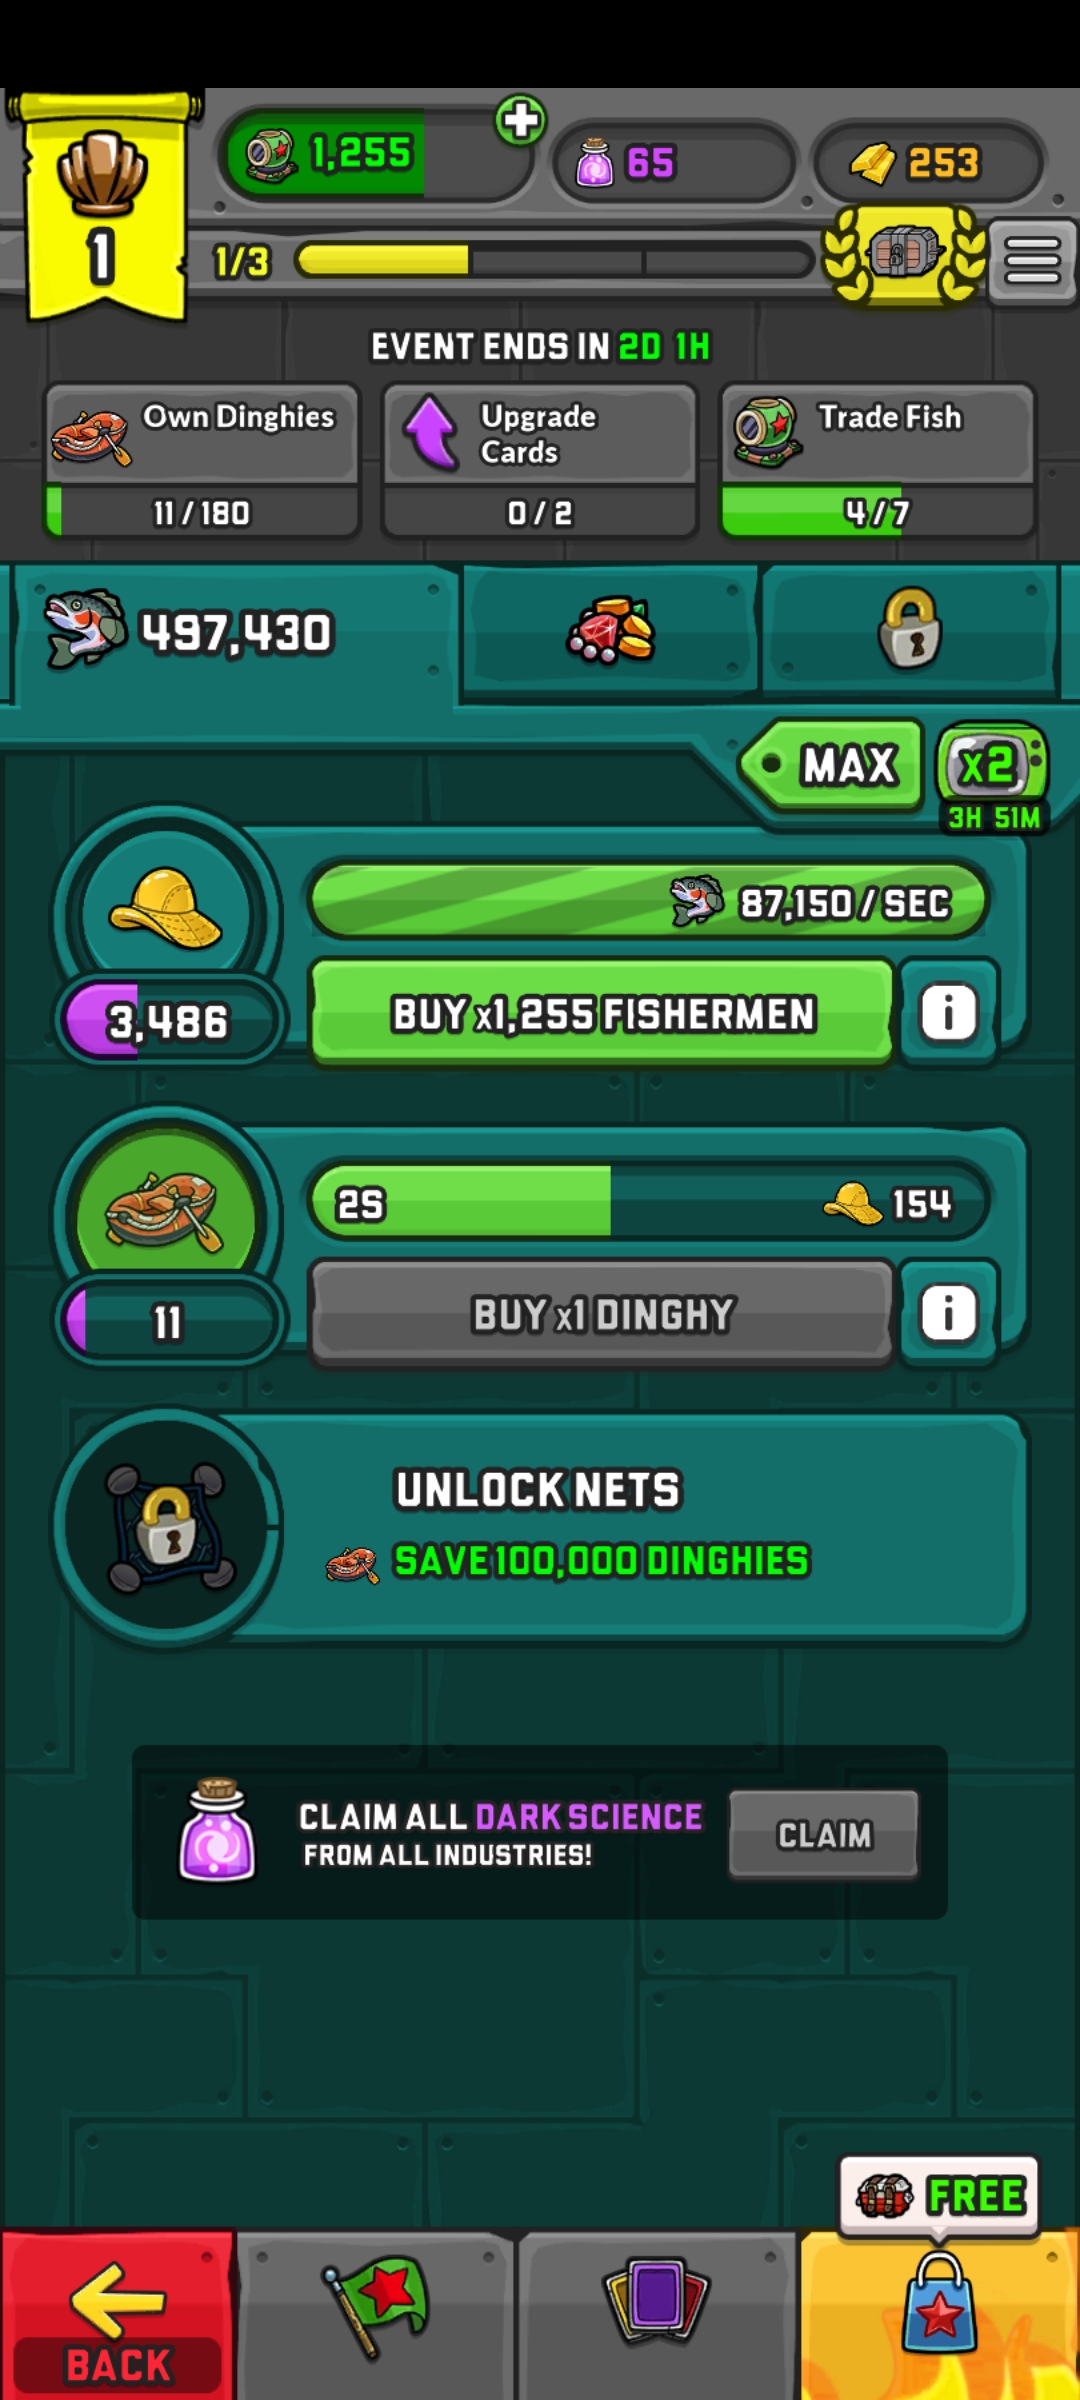 1,255
65
253
1
1/3
EVENT ENDS IN 2D 1H
Own Dinghies
11 / 180
Upgrade
Cards
0 / 2
Trade Fish
4 / 7
497,430
MAX
x2
3H 51M
87,150 / SEC
3,486
BUY x1,255 FISHERMEN
i
2S
154
11
BUY x1 DINGHY
i
UNLOCK NETS
SAVE 100,000 DINGHIES
CLAIM ALL DARK SCIENCE
FROM ALL INDUSTRIES!
CLAIM
FREE
BACK